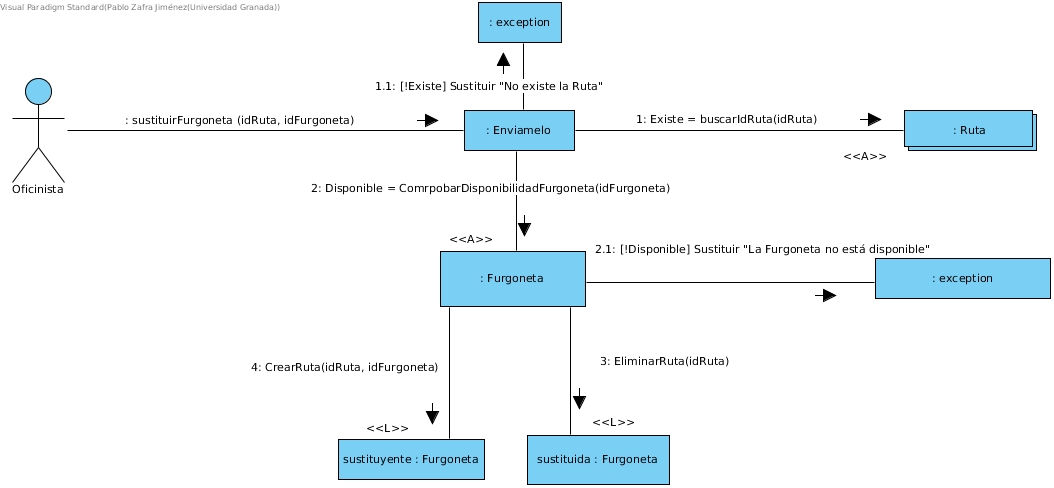 Visual Paradigm Standard(Pablo Zafra Jiménez(Universidad Granada))
: exception
1.1: [!Existe] Sustituir "No existe la Ruta"
: sustituirFurgoneta (idRuta, idFurgoneta)
: Enviamelo
1: Existe = buscarIdRuta(idRuta)
: Ruta
<<A>>
Oficinista
2: Disponible = ComrpobarDisponibilidadFurgoneta(idFurgoneta)
<<A>>
2.1: [!Disponible] Sustituir "La Furgoneta no está disponible"
: Furgoneta
: exception
4: CrearRuta(idRuta, idFurgoneta)
3: EliminarRuta(idRuta)
<<L>>
<<L>>
sustituyente : Furgoneta
sustituida : Furgoneta